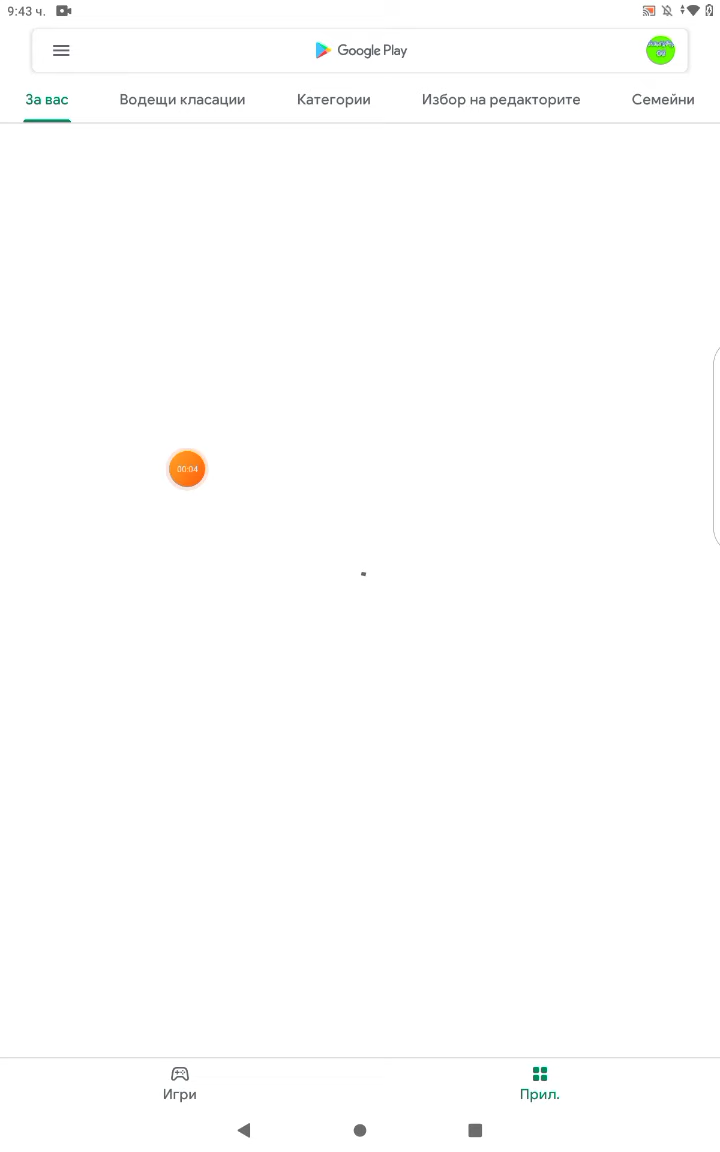 9:43 ч.
Google Play
За вас
Водещи класации
Категории
Избор на редакторите
Семейни
00:04
Игри
Прил.